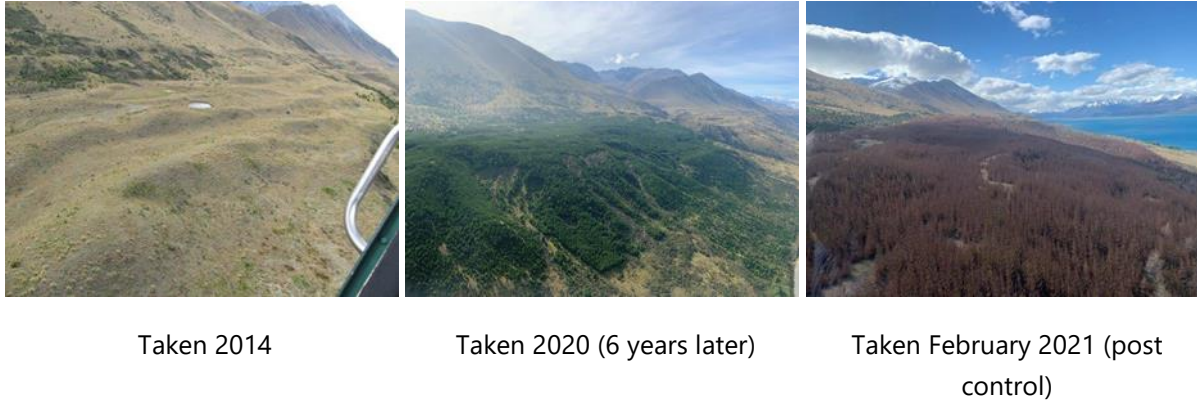 Taken 2014
Taken 2020 (6 years later)
Taken February 2021 (post
control)